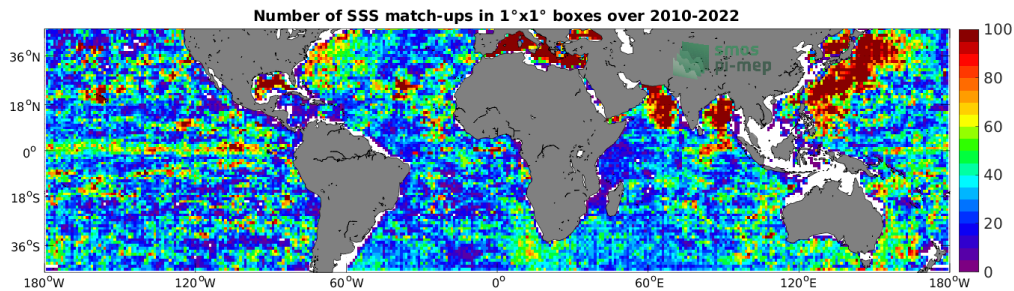 Number of SSS match-ups in 1°x1° boxes over 2010-2022
36°N
18°N
0°
18°S
36°S
180°W
120°W
60°W
0°
60°E
120°E
180°W
100
80
60
40
20
0
smos
pi-mep